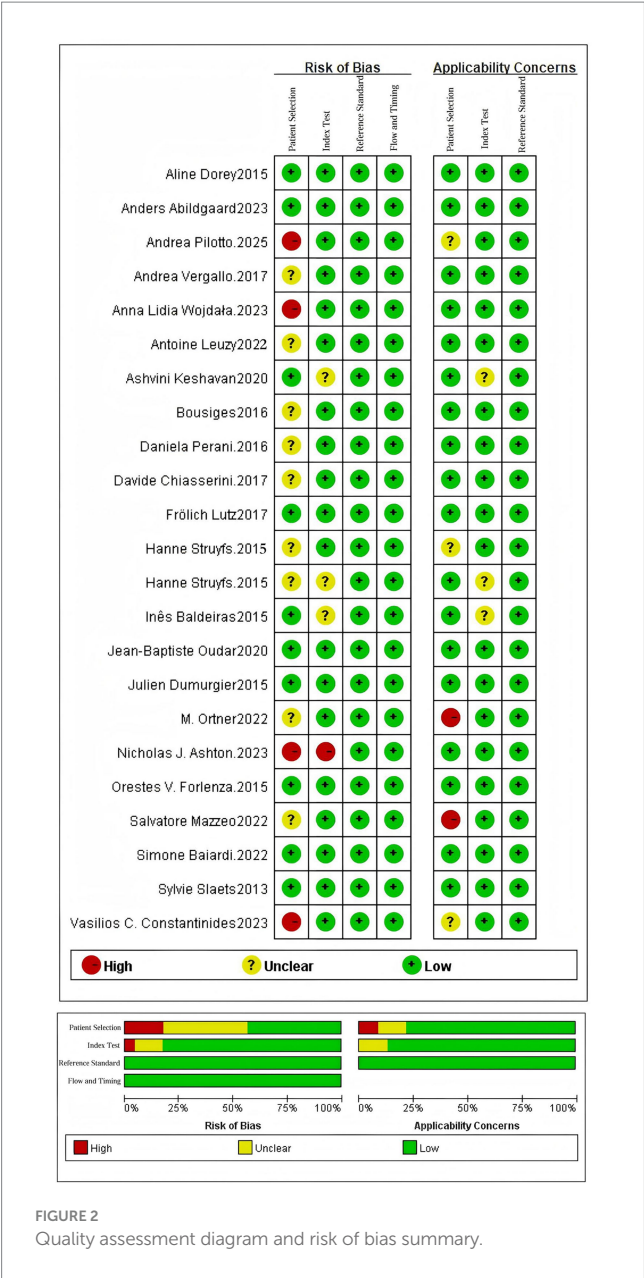 Risk of Bias
Applicability Concerns
Patient Selection
Index Test
Reference Standard
Flow and Timing
Patient Selection
Index Test
Reference Standard
Aline Dorey2015 + + + + + + +
Anders Abildgaard2023 + + + + + + +
Andrea Pilotto.2025 - + + + ? + +
Andrea Vergallo.2017 ? + + + + + +
Anna Lidia Wojdała.2023 - + + + + + +
Antoine Leuzy2022 ? + + + + + +
Ashvini Keshavan2020 + ? + + + ? +
Bousiges2016 ? + + + + + +
Daniela Perani.2016 ? + + + + + +
Davide Chiasserini.2017 ? + + + + + +
Frölich Lutz2017 + + + + + + +
Hanne Struyfs.2015 ? + + + ? + +
Hanne Struyfs.2015 ? ? + + + ? +
Inês Baldeiras2015 + ? + + + ? +
Jean-Baptiste Oudar2020 + + + + + + +
Julien Dumurgier2015 + + + + + + +
M. Ortner2022 ? + + + - + +
Nicholas J. Ashton.2023 - - + + + + +
Orestes V. Forlenza.2015 + + + + + + +
Salvatore Mazzeo2022 ? + + + - + +
Simone Baiardi.2022 + + + + + + +
Sylvie Slaets2013 + + + + + + +
Vasilios C. Constantinides2023 - + + + ? + +
- High ? Unclear + Low
Patient Selection
Index Test
Reference Standard
Flow and Timing
0% 25% 50% 75% 100% 0% 25% 50% 75% 100%
Risk of Bias Applicability Concerns
High Unclear Low
FIGURE 2
Quality assessment diagram and risk of bias summary.